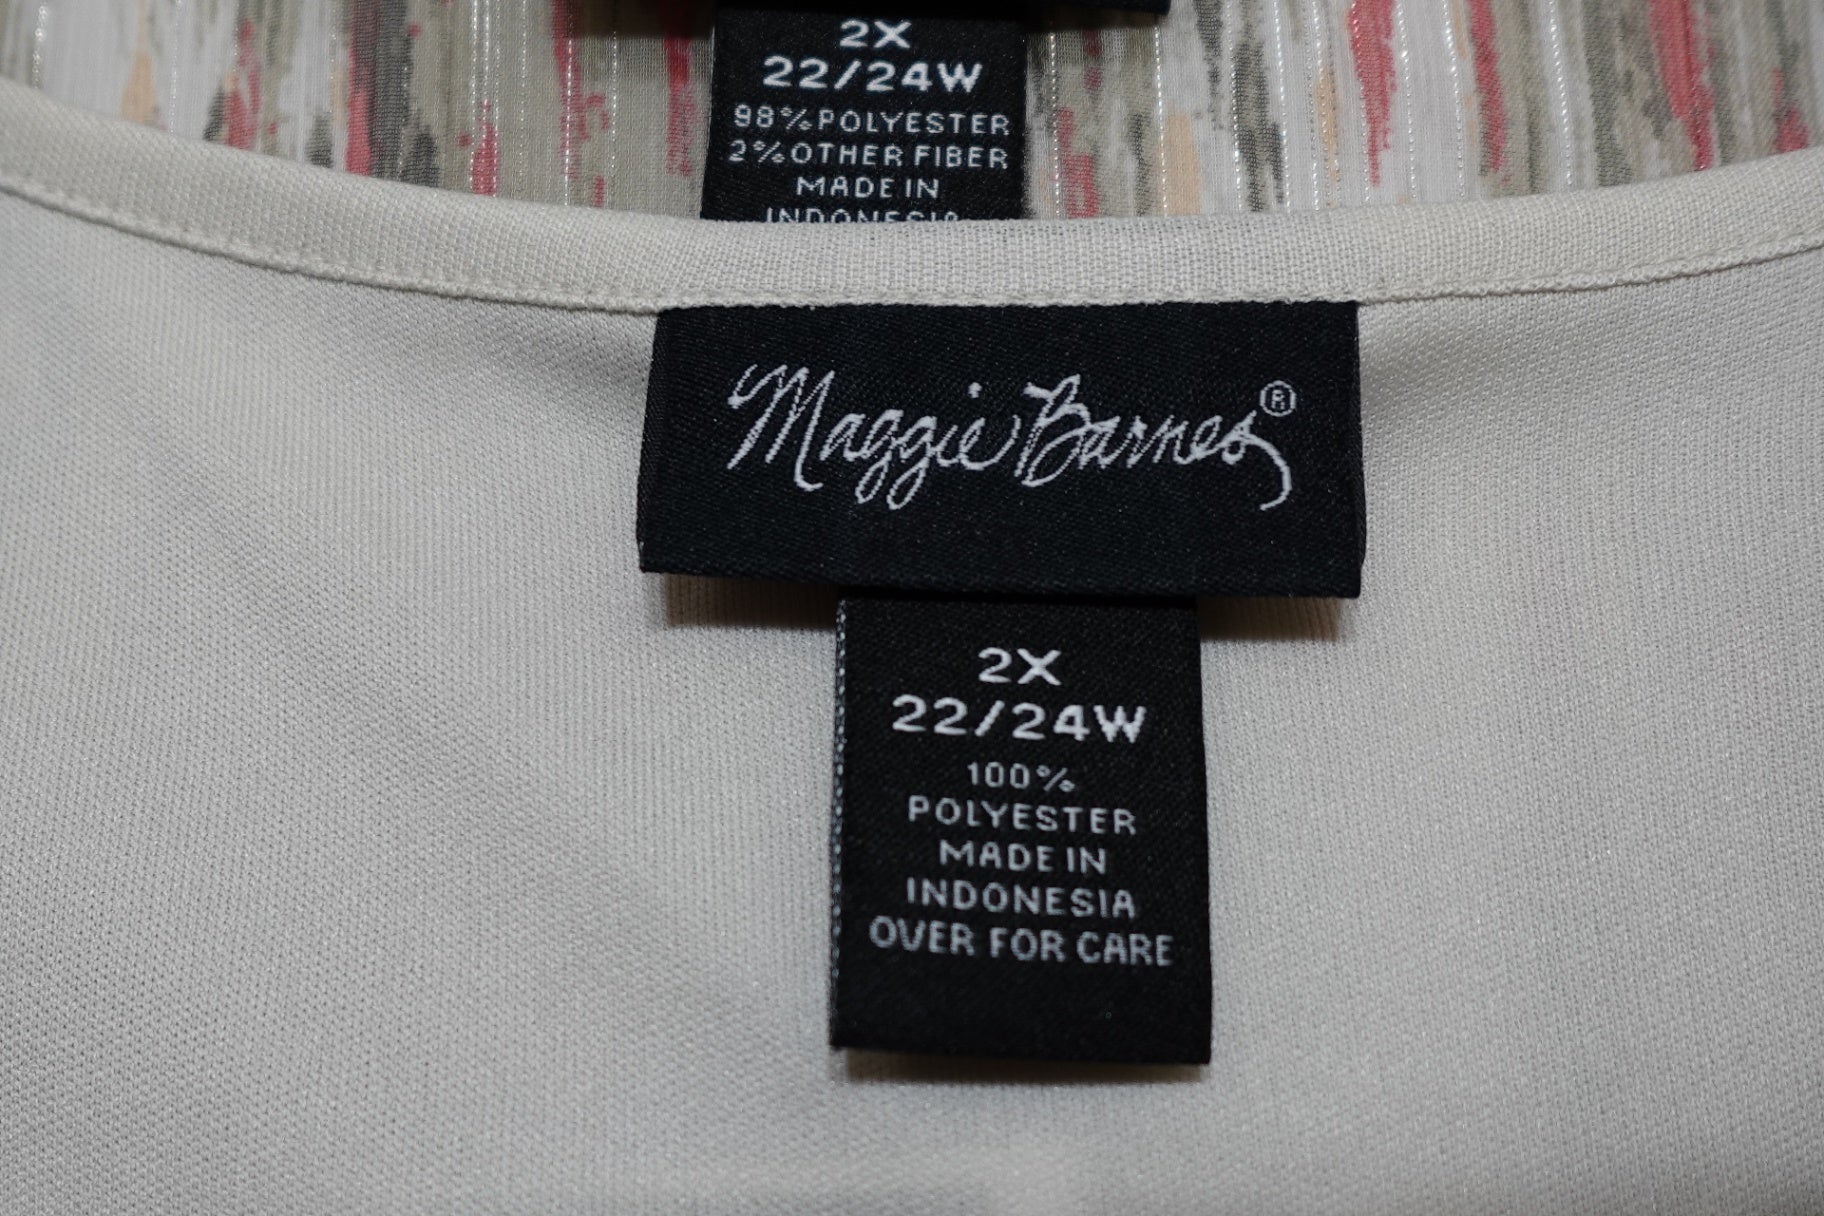 2X
22/24W
98% POLYESTER
2% OTHER FIBER
MADE IN
INDONESIA
Maggie Barnes®
2X
22/24W
100%
POLYESTER
MADE IN
INDONESIA
OVER FOR CARE